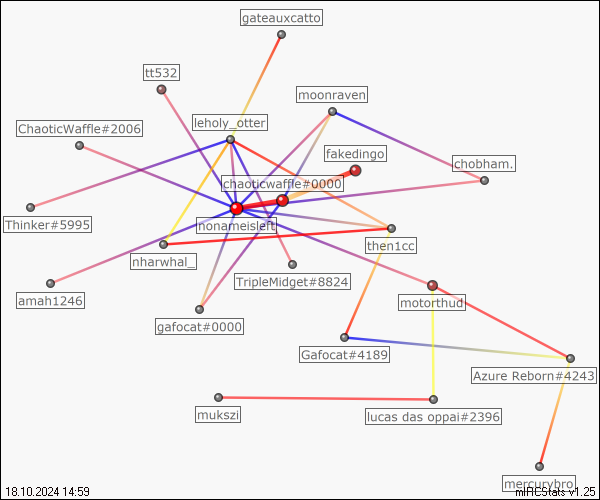 gateauxcatto
tt532
moonraven
leholy_otter
ChaoticWaffle#2006
fakedingo
chobham.
chaoticwaffle#0000
Thinker#5995
nonameisleft
then1cc
nharwhal_
TripleMidget#8824
amah1246
motorthud
gafocat#0000
Gafocat#4189
Azure Reborn#4243
mukszi
lucas das oppai#2396
mercurybro
18.10.2024 14:59
mIRCStats v1.25